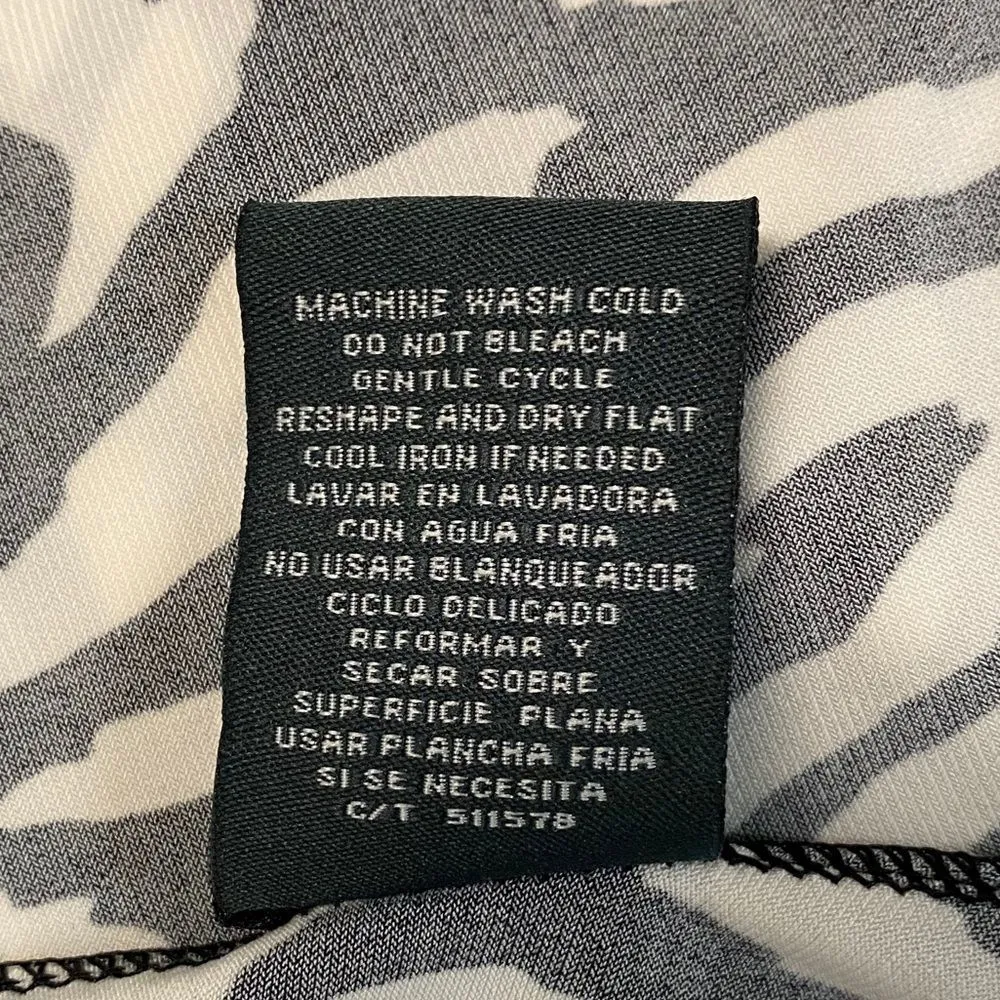 MACHINE WASH COLD
DO NOT BLEACH
GENTLE CYCLE
RESHAPE AND DRY FLAT
COOL IRON IF NEEDED
LAVAR EN LAVADORA
CON AGUA FRIA
NO USAR BLANQUEADOR
CICLO DELICADO
REFORMAR Y
SECAR SOBRE
SUPERFICIE PLANA
USAR PLANCHA FRIA
SI SE NECESITA
C/T 511578